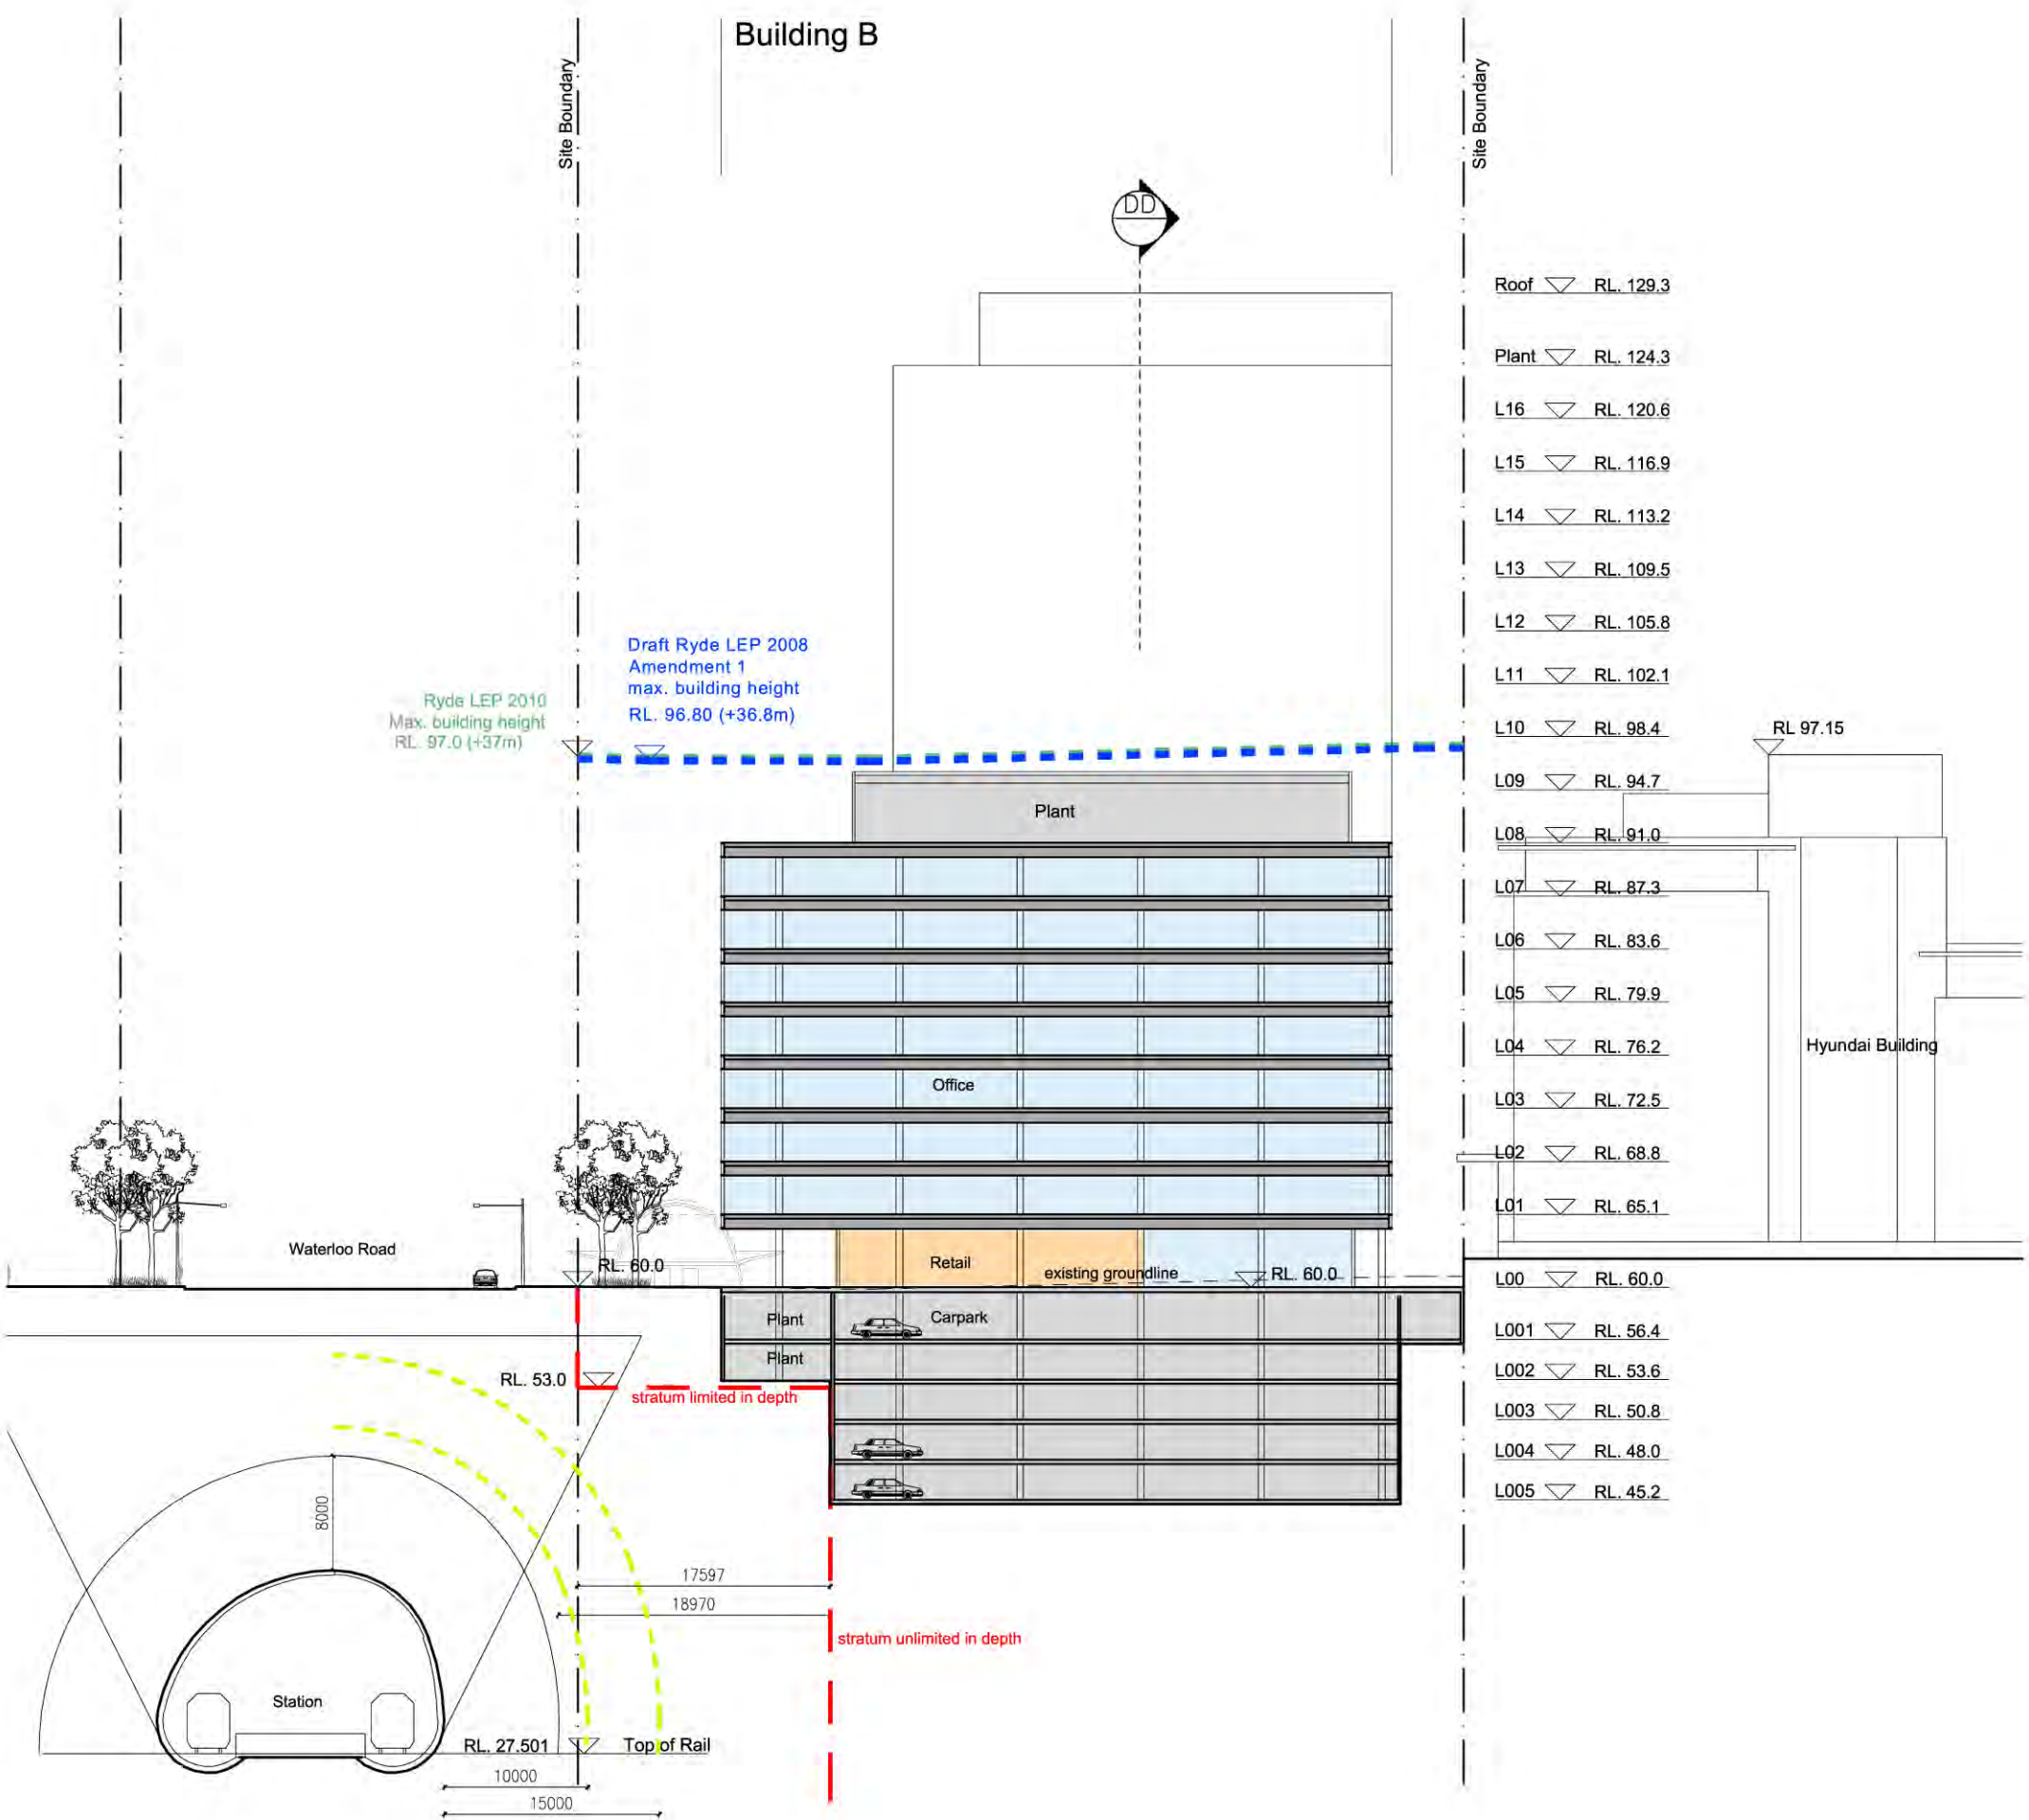 Building B
Site Boundary
Site Boundary
DD
Roof RL. 129.3
Plant RL. 124.3
L16 RL. 120.6
L15 RL. 116.9
L14 RL. 113.2
L13 RL. 109.5
L12 RL. 105.8
L11 RL. 102.1
L10 RL. 98.4
L09 RL. 94.7
L08 RL. 91.0
L07 RL. 87.3
L06 RL. 83.6
L05 RL. 79.9
L04 RL. 76.2
L03 RL. 72.5
L02 RL. 68.8
L01 RL. 65.1
L00 RL. 60.0
L001 RL. 56.4
L002 RL. 53.6
L003 RL. 50.8
L004 RL. 48.0
L005 RL. 45.2
RL 97.15
Hyundai Building
Draft Ryde LEP 2008
Amendment 1
max. building height
RL. 96.80 (+36.8m)
Ryde LEP 2010
Max. building height
RL. 97.0 (+37m)
Plant
Office
Retail
existing groundline
RL. 60.0
Waterloo Road
RL. 60.0
Plant
Carpark
Plant
RL. 53.0
stratum limited in depth
8000
17597
18970
stratum unlimited in depth
Station
RL. 27.501
Top of Rail
10000
15000